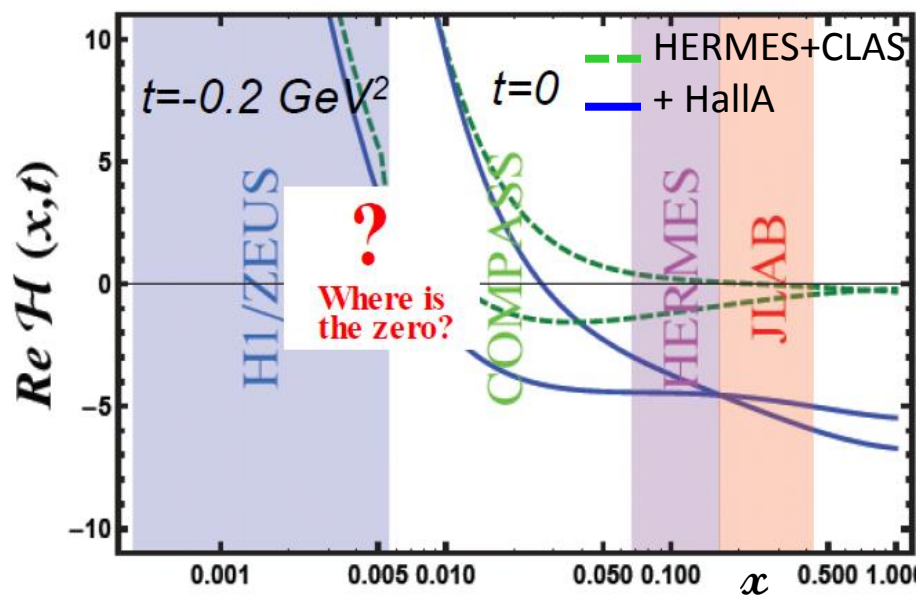 10
5
0
−5
−10
Re H (x,t)
t=-0.2 GeV²
t=0
HERMES+CLAS
+ HallA
H1/ZEUS
?
Where is
the zero?
COMPASS
HERMES
JLAB
0.001
0.005 0.010
0.050 0.100
0.500 1.00
x